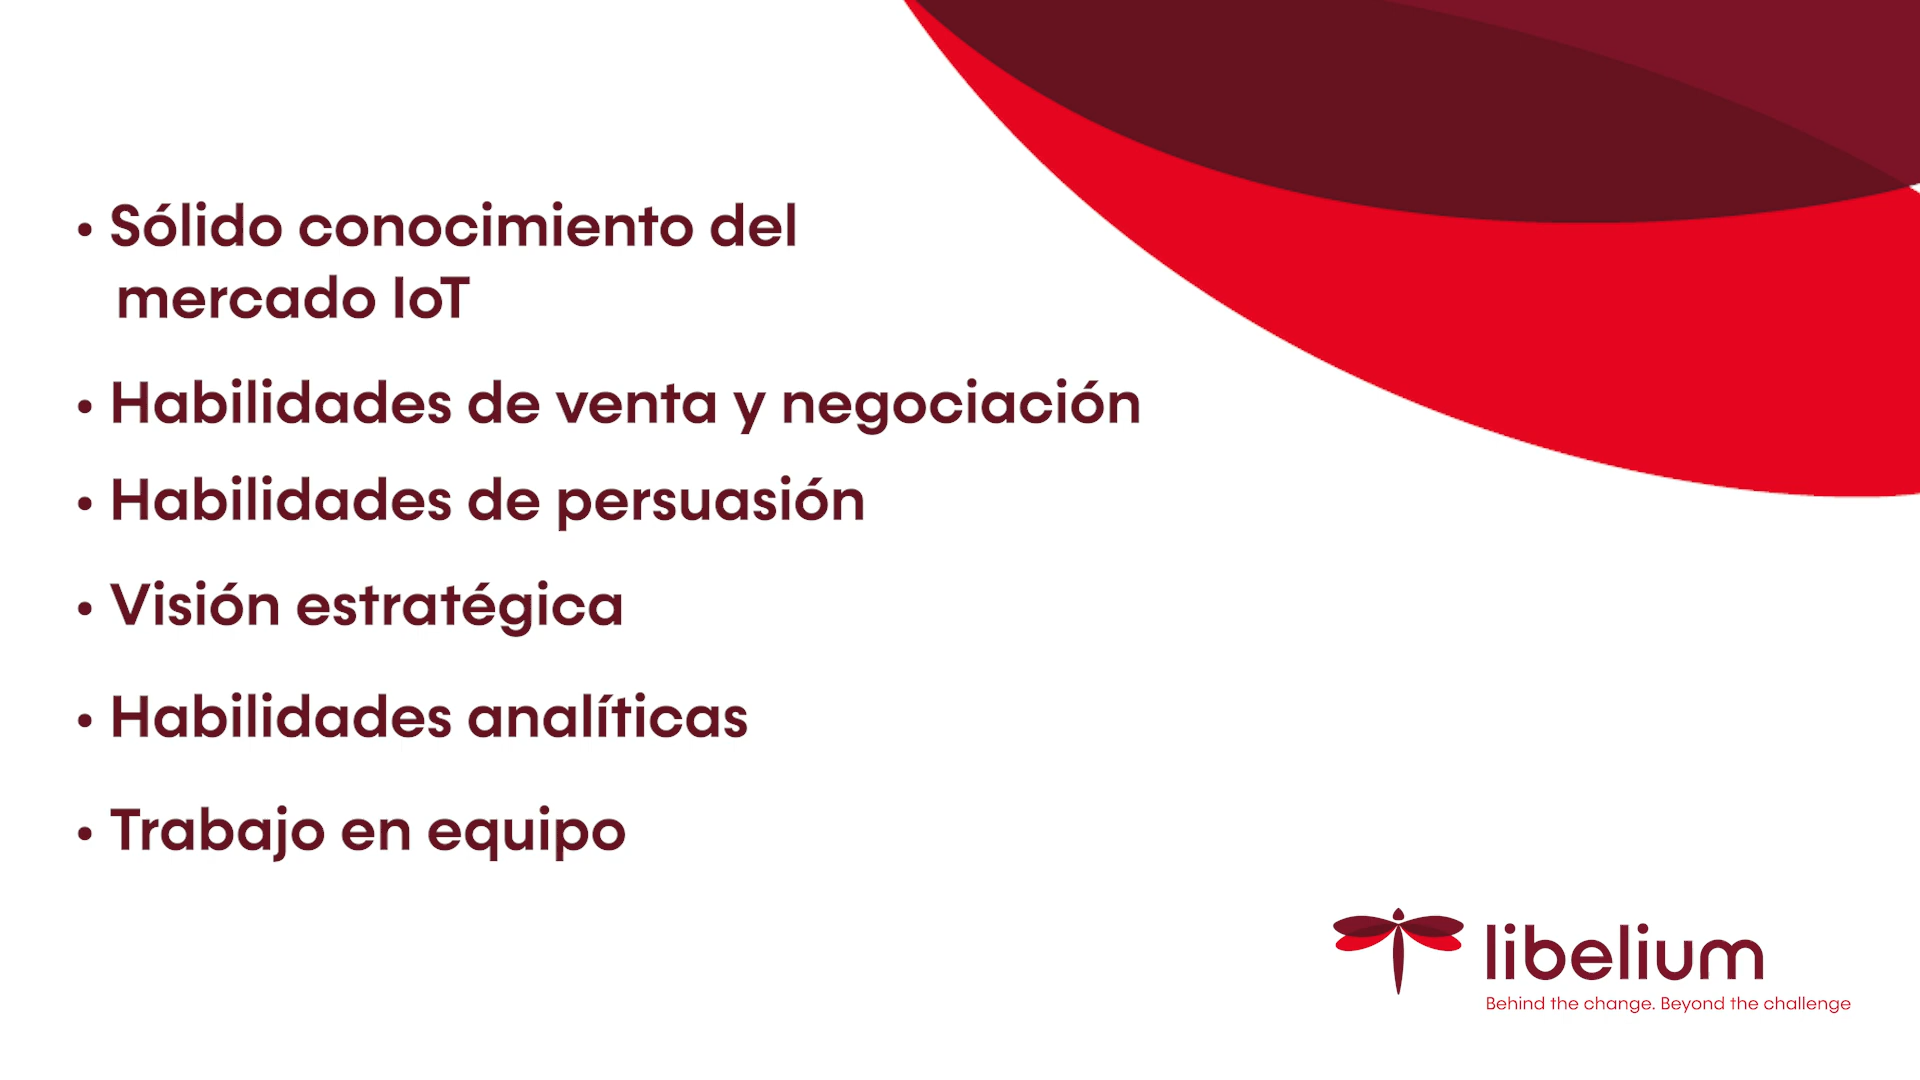 • Sólido conocimiento del
mercado IoT
• Habilidades de venta y negociación
• Habilidades de persuasión
• Visión estratégica
• Habilidades analíticas
• Trabajo en equipo
libelium
Behind the change. Beyond the challenge